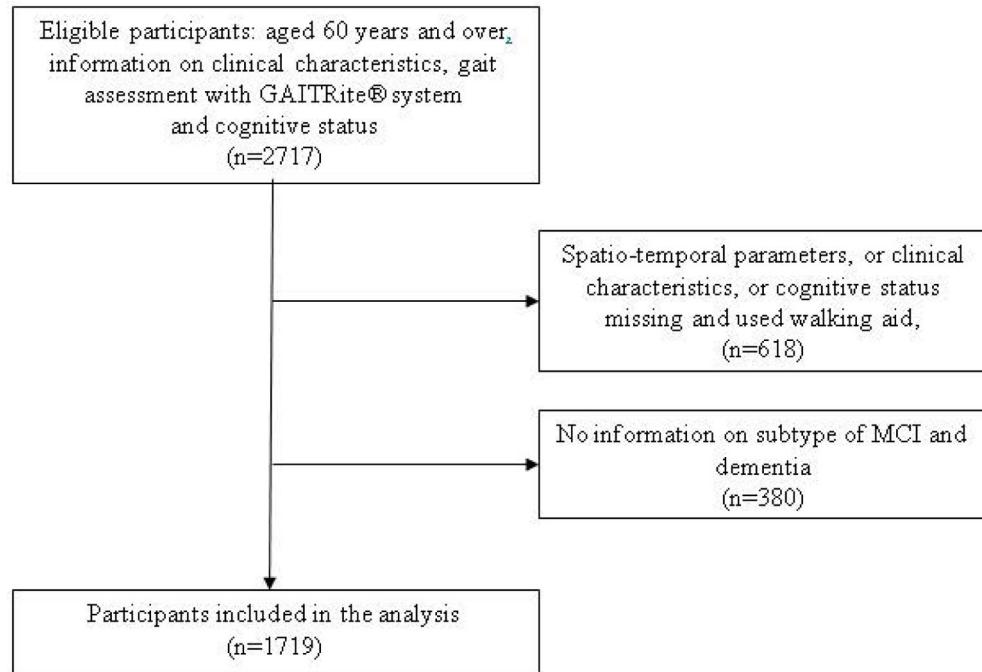 Eligible participants: aged 60 years and over,
information on clinical characteristics, gait
assessment with GAITRite® system
and cognitive status
(n=2717)
Spatio-temporal parameters, or clinical
characteristics, or cognitive status
missing and used walking aid,
(n=618)
No information on subtype of MCI and
dementia
(n=380)
Participants included in the analysis
(n=1719)